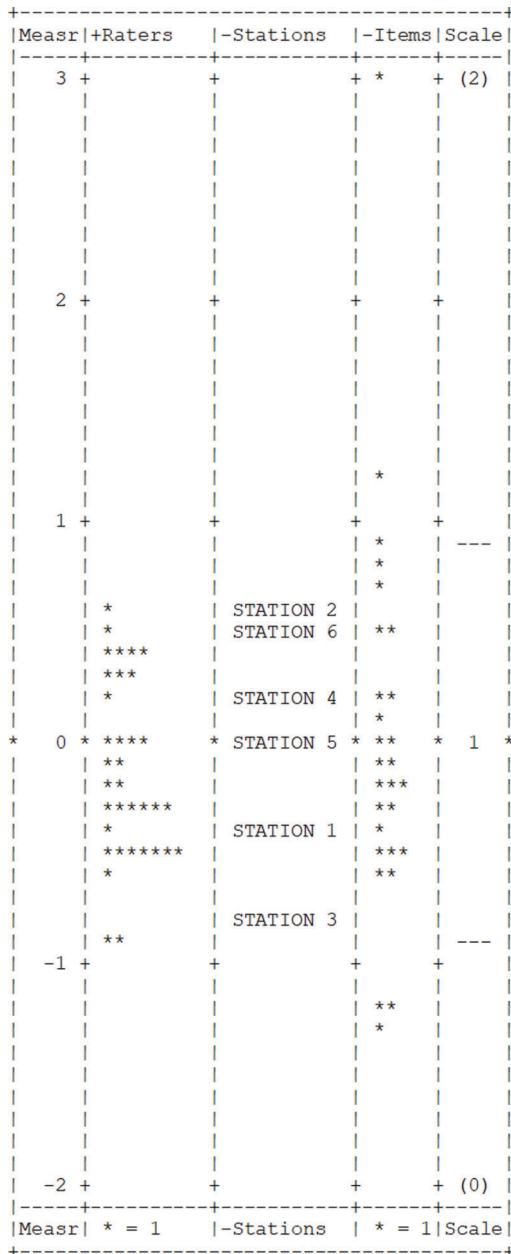 +-----------------------------------------+
|Measr|+Raters   |-Stations  |-Items|Scale|
|-----+----------+-----------+------+-----|
|   3 +          +           + *    + (2) |
|     |          |           |      |     |
|     |          |           |      |     |
|     |          |           |      |     |
|     |          |           |      |     |
|     |          |           |      |     |
|     |          |           |      |     |
|     |          |           |      |     |
|     |          |           |      |     |
|     |          |           |      |     |
|   2 +          +           +      +     |
|     |          |           |      |     |
|     |          |           |      |     |
|     |          |           |      |     |
|     |          |           |      |     |
|     |          |           |      |     |
|     |          |           |      |     |
|     |          |           |      |     |
|     |          |           | *    |     |
|     |          |           |      |     |
|   1 +          +           +      +     |
|     |          |           | *    | --- |
|     |          |           | *    |     |
|     |          |           | *    |     |
|     | *        | STATION 2 |      |     |
|     | *        | STATION 6 | **   |     |
|     | ****     |           |      |     |
|     | ***      |           |      |     |
|     | *        | STATION 4 | **   |     |
|     |          |           | *    |     |
*   0 * ****     * STATION 5 * **   *  1  *
|     | **       |           | **   |     |
|     | **       |           | ***  |     |
|     | ******   |           | **   |     |
|     | *        | STATION 1 | *    |     |
|     | *******  |           | ***  |     |
|     | *        |           | **   |     |
|     |          |           |      |     |
|     |          | STATION 3 |      |     |
|     | **       |           |      | --- |
|  -1 +          +           +      +     |
|     |          |           |      |     |
|     |          |           | **   |     |
|     |          |           | *    |     |
|     |          |           |      |     |
|     |          |           |      |     |
|     |          |           |      |     |
|     |          |           |      |     |
|     |          |           |      |     |
|     |          |           |      |     |
|  -2 +          +           +      + (0) |
|-----+----------+-----------+------+-----|
|Measr| * = 1    |-Stations  | * = 1|Scale|
+-----------------------------------------+